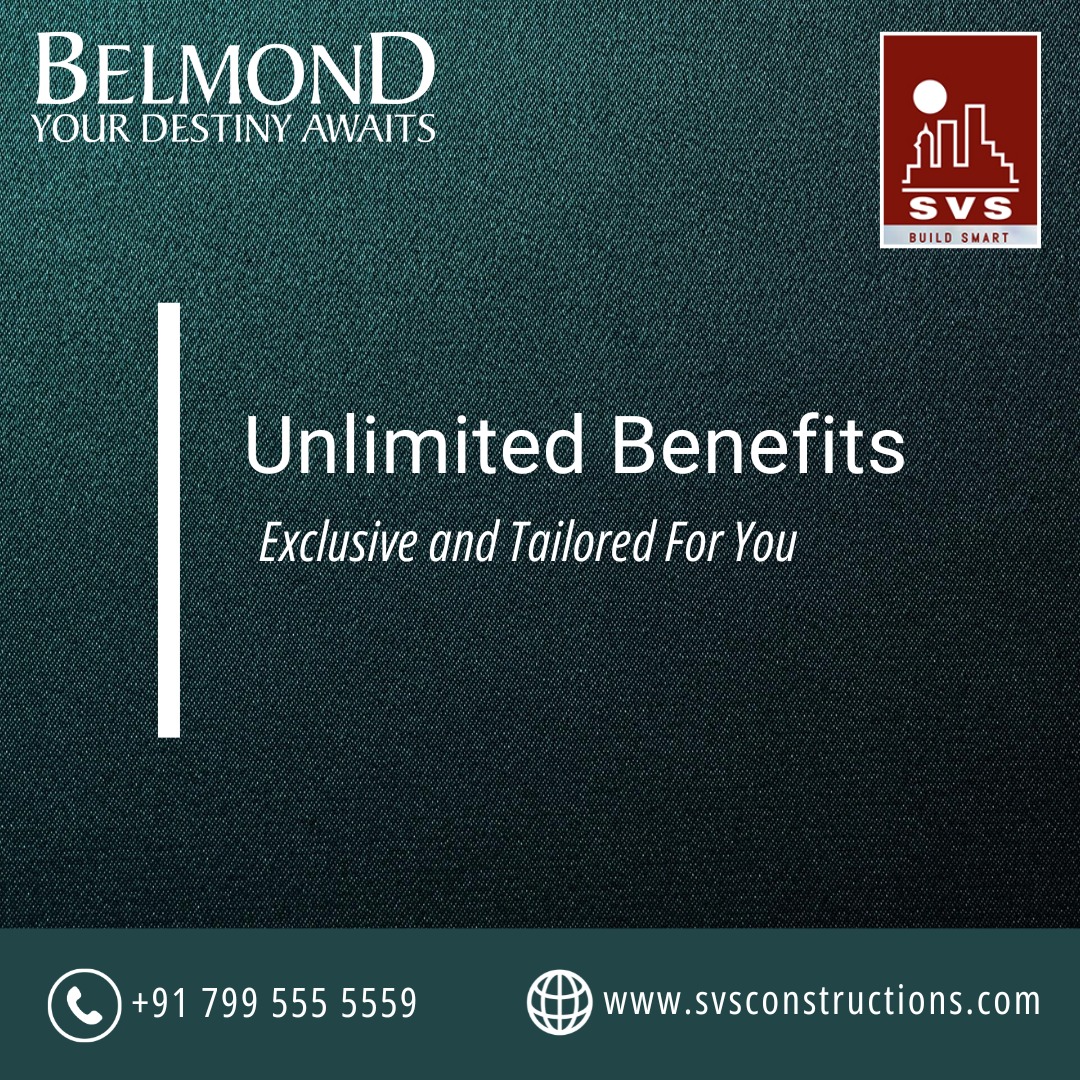 BELMOND
YOUR DESTINY AWAITS
SVS
BUILD SMART
Unlimited Benefits
Exclusive and Tailored For You
+91 799 555 5559
www.svsconstructions.com